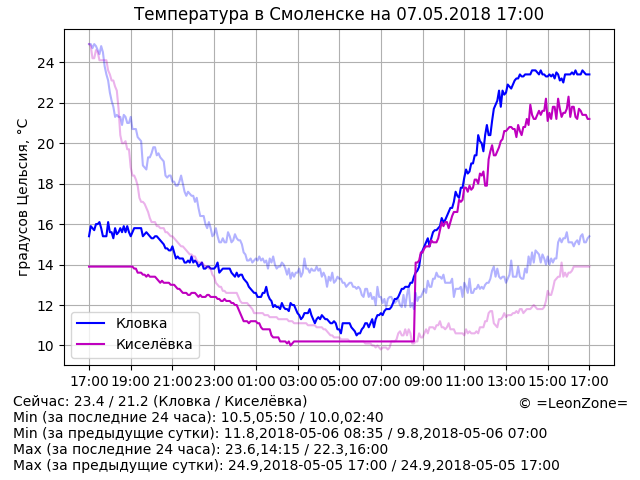 Температура в Смоленске на 07.05.2018 17:00
градусов Цельсия, °C
24
22
20
18
16
14
12
10
Кловка
Киселёвка
17:00 19:00 21:00 23:00 01:00 03:00 05:00 07:00 09:00 11:00 13:00 15:00 17:00
Сейчас: 23.4 / 21.2 (Кловка / Киселёвка)
© =LeonZone=
Min (за последние 24 часа): 10.5,05:50 / 10.0,02:40
Min (за предыдущие сутки): 11.8,2018-05-06 08:35 / 9.8,2018-05-06 07:00
Max (за последние 24 часа): 23.6,14:15 / 22.3,16:00
Max (за предыдущие сутки): 24.9,2018-05-05 17:00 / 24.9,2018-05-05 17:00